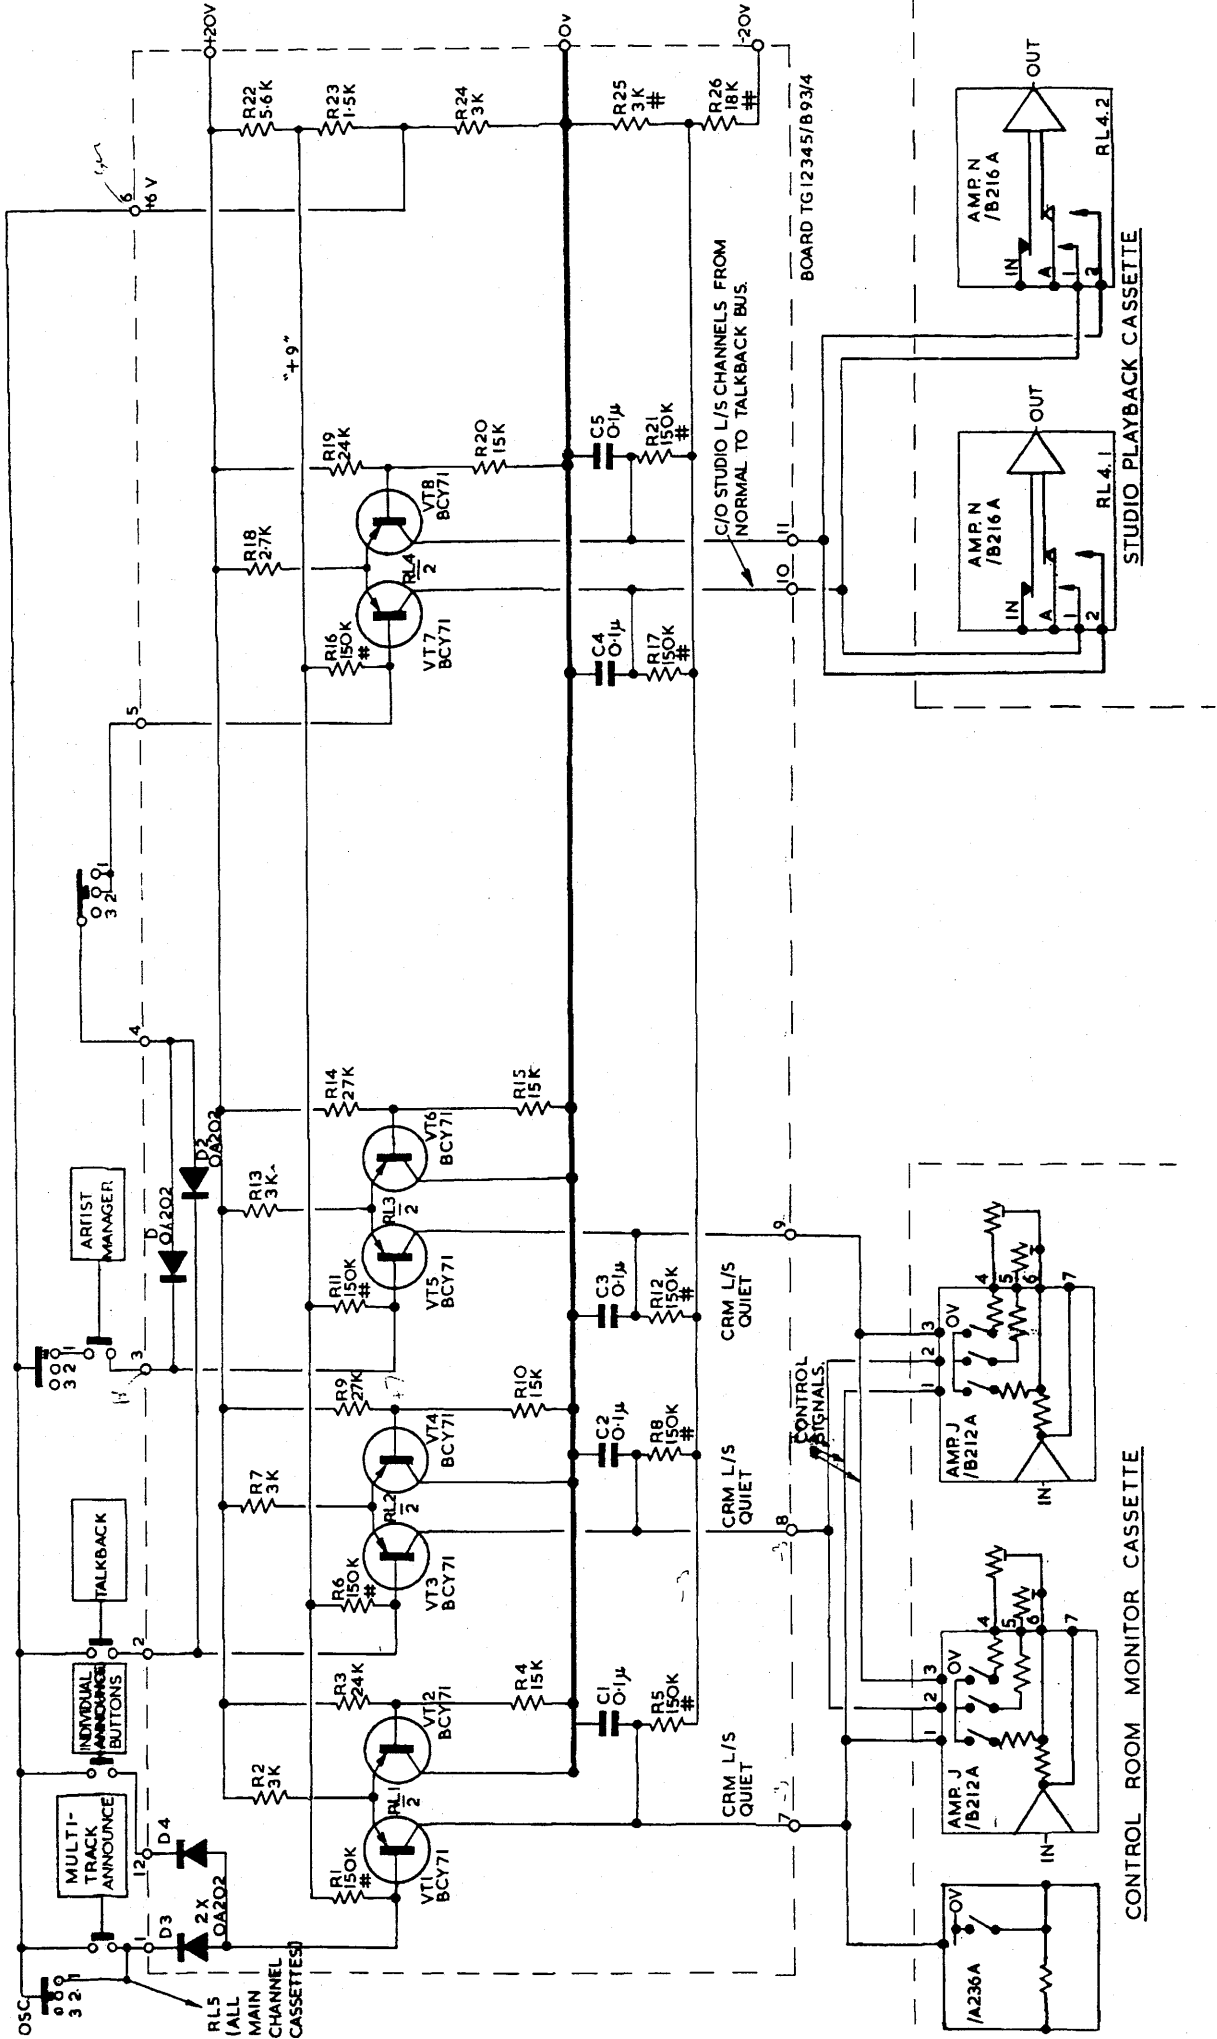 OSC.
3 2 1
RL5
(ALL
MAIN
CHANNEL
CASSETTES)
MULTI-
TRACK
ANNOUNCE
INDIVIDUAL
ANNOUNCE
BUTTONS
TALKBACK
3 2 1
ARTIST
MANAGER
3 2 1
1
12
2
3
4
5
6
+6V
+20V
0V
-20V
D3
2X
OA202
D4
D
OA202
D2
OA202
"+9"
R1
150K
#
R2
3K
R3
24K
R4
15K
VT1
BCY71
RL1
2
VT2
BCY71
C1
0·1µ
R5
150K
#
R6
150K
#
R7
3K
R9
27K
R10
15K
VT3
BCY71
RL2
2
VT4
BCY71
C2
0·1µ
R8
150K
#
R11
150K
#
R13
3K
R14
27K
R15
15K
VT5
BCY71
RL3
2
VT6
BCY71
C3
0·1µ
R12
150K
#
R16
150K
#
R18
2·7K
R19
24K
R20
15K
VT7
BCY71
RL4
2
VT8
BCY71
C4
0·1µ
R17
150K
#
C5
0·1µ
R21
150K
#
R22
5·6K
R23
1·5K
R24
3K
R25
3K
#
R26
18K
#
CRM L/S
QUIET
7
CRM L/S
QUIET
8
CRM L/S
QUIET
9
C/O STUDIO L/S CHANNELS FROM
NORMAL TO TALKBACK BUS.
10
11
BOARD TG12345/B93/4
CONTROL
SIGNALS.
/A236A
0V
AMP. J
/B212A
IN
1
2
3
0V
4
5
6
7
AMP. J
/B212A
IN
1
2
3
0V
4
5
6
7
CONTROL ROOM MONITOR CASSETTE
AMP. N
/B216A
IN
A
1
2
OUT
RL4.1
AMP. N
/B216A
IN
A
1
2
OUT
RL4.2
STUDIO PLAYBACK CASSETTE